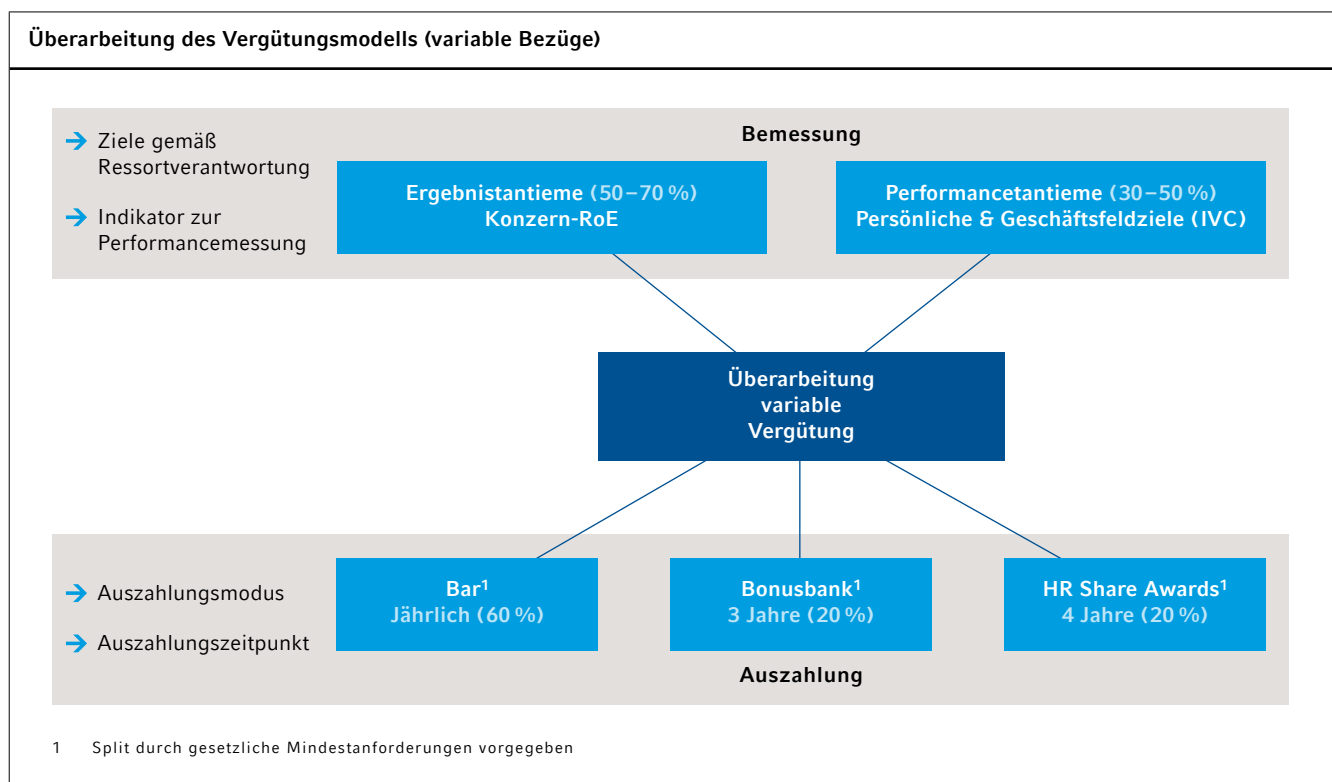 Überarbeitung des Vergütungsmodells (variable Bezüge)
Ziele gemäß
Ressortverantwortung
Indikator zur
Performancemessung
Bemessung
Ergebnistantieme (50–70 %)
Konzern-RoE
Performancetantieme (30–50 %)
Persönliche & Geschäftsfeldziele (IVC)
Überarbeitung
variable
Vergütung
Auszahlungsmodus
Auszahlungszeitpunkt
Bar¹
Jährlich (60 %)
Bonusbank¹
3 Jahre (20 %)
HR Share Awards¹
4 Jahre (20 %)
Auszahlung
1 Split durch gesetzliche Mindestanforderungen vorgegeben